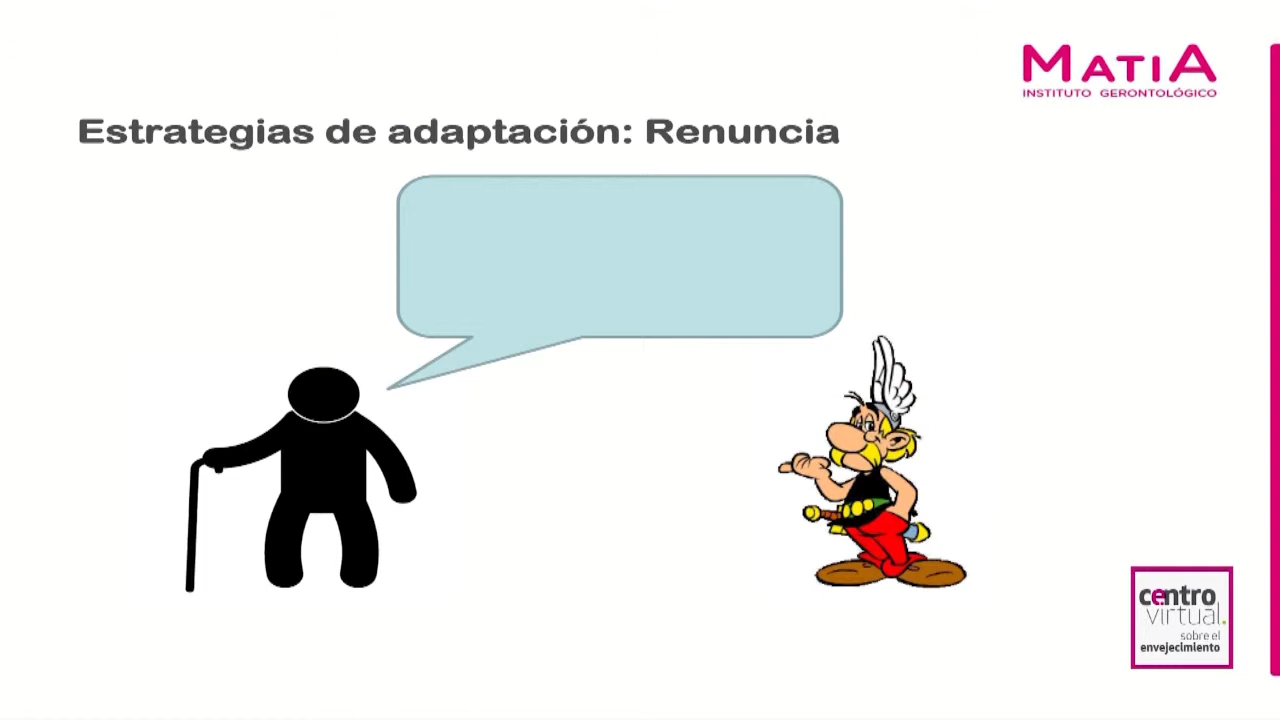 MATIA
INSTITUTO GERONTOLÓGICO
Estrategias de adaptación: Renuncia
centro
virtual.
sobre el
envejecimiento